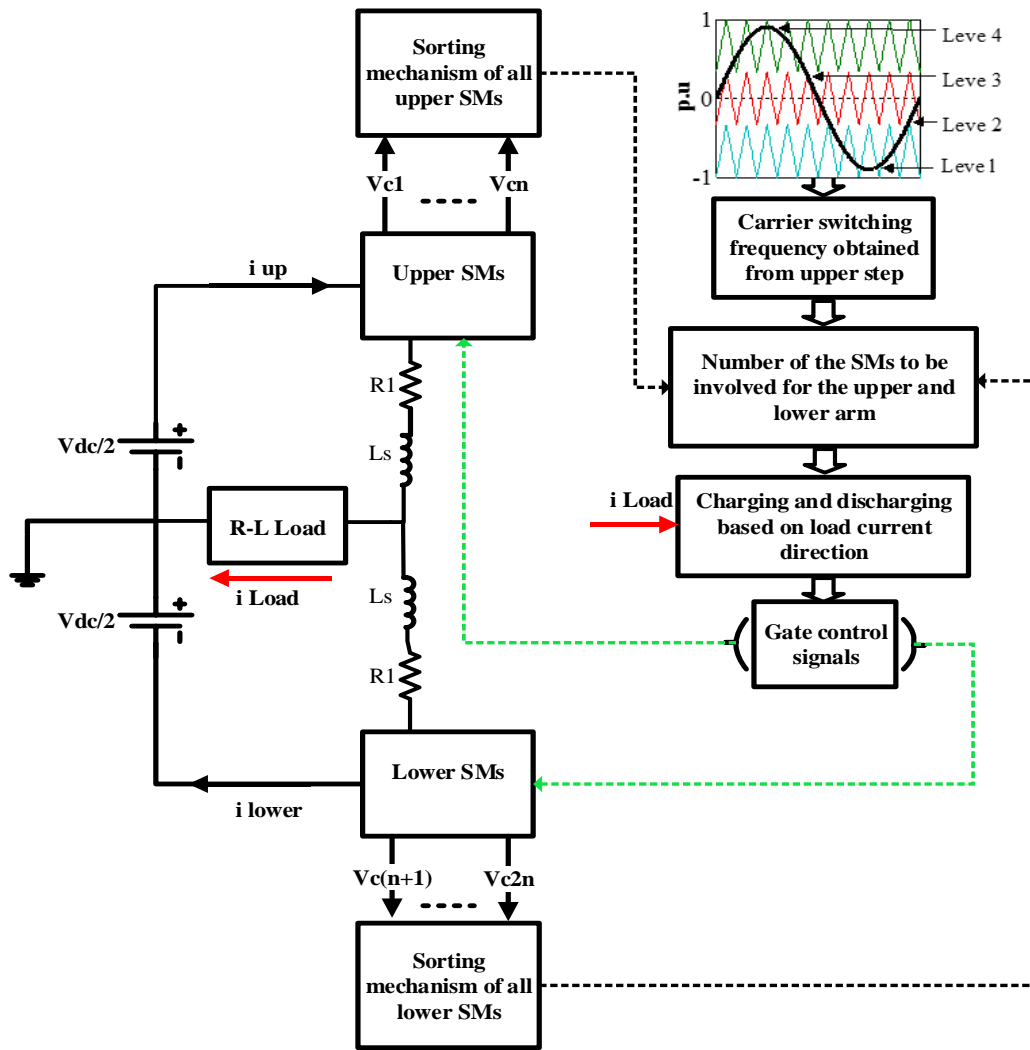 Sorting
mechanism of all
upper SMs
Vc1
Vcn
Upper SMs
i up
R1
Ls
Vdc/2
+
R-L Load
i Load
Vdc/2
+
Ls
R1
Lower SMs
i lower
Vc(n+1)
Vc2n
Sorting
mechanism of all
lower SMs
1
p.u
0
-1
Leve 4
Leve 3
Leve 2
Leve 1
Carrier switching
frequency obtained
from upper step
Number of the SMs to be
involved for the upper and
lower arm
i Load
Charging and discharging
based on load current
direction
Gate control
signals